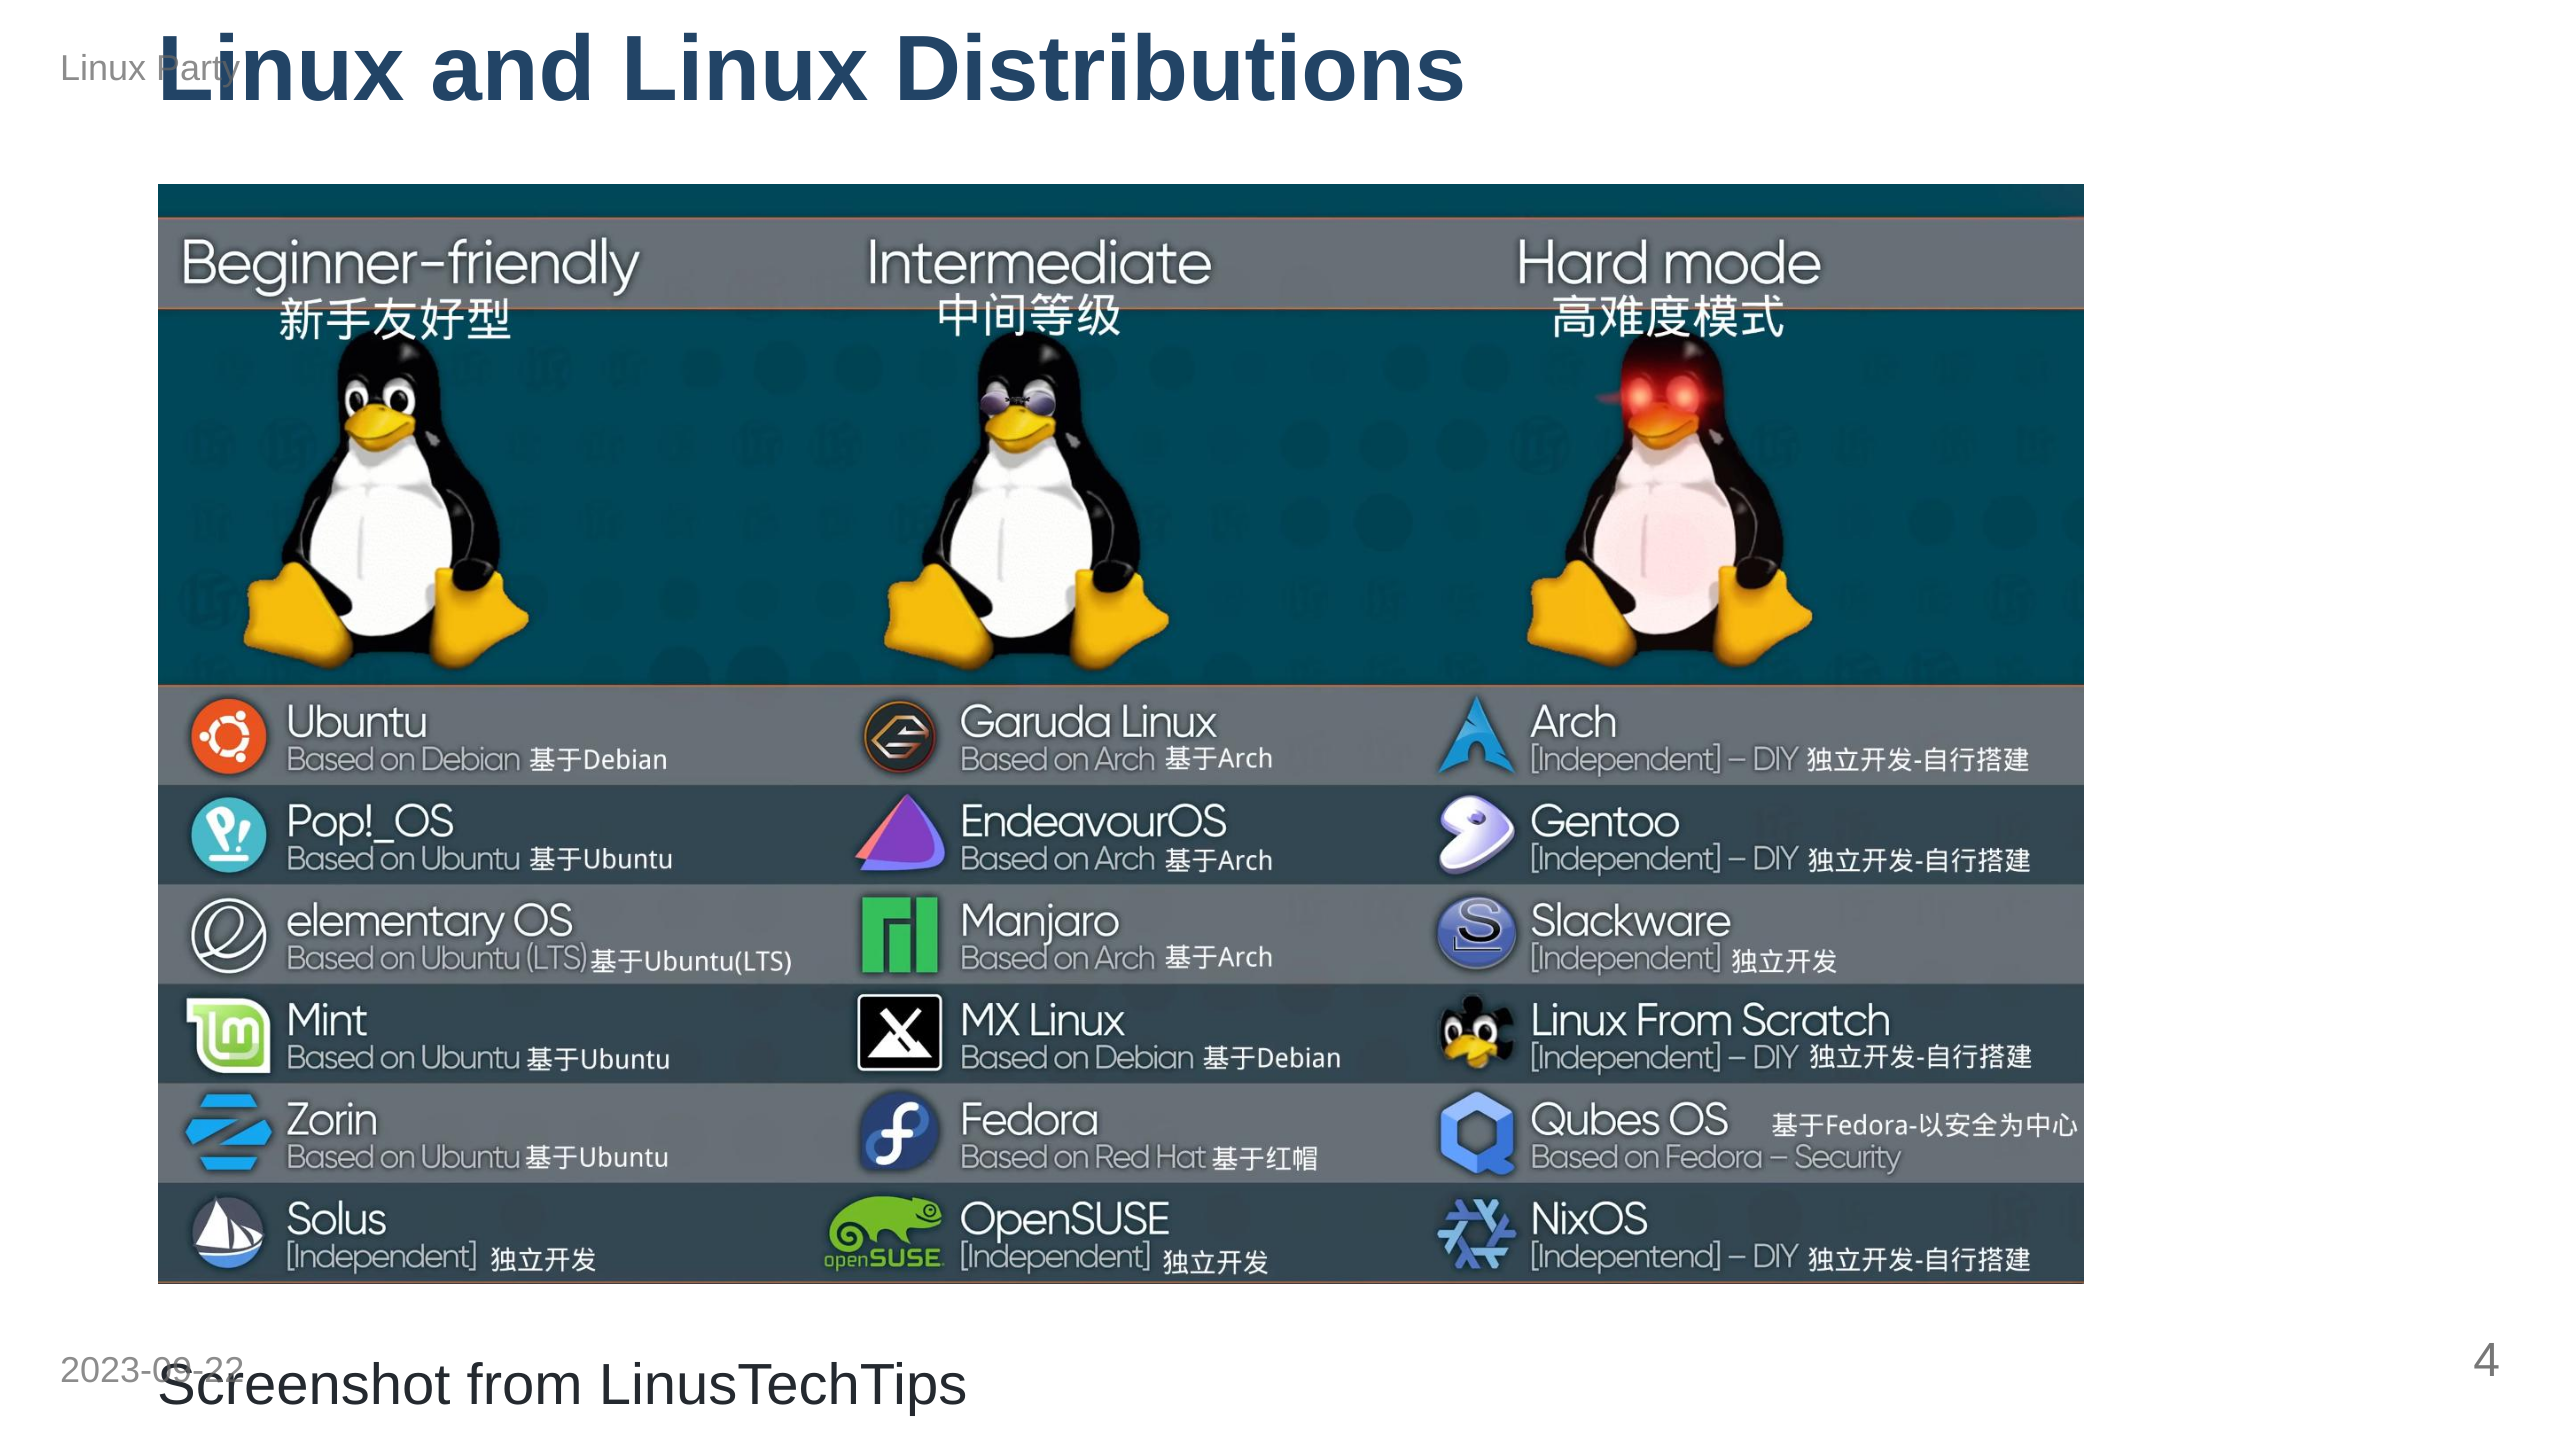 Linux Party
Linux and Linux Distributions
Beginner-friendly
新手友好型
Intermediate
中间等级
Hard mode
高难度模式
Ubuntu
Based on Debian 基于Debian
Pop!_OS
Based on Ubuntu 基于Ubuntu
elementary OS
Based on Ubuntu (LTS) 基于Ubuntu(LTS)
Mint
Based on Ubuntu 基于Ubuntu
Zorin
Based on Ubuntu 基于Ubuntu
Solus
[Independent] 独立开发
Garuda Linux
Based on Arch 基于Arch
EndeavourOS
Based on Arch 基于Arch
Manjaro
Based on Arch 基于Arch
MX Linux
Based on Debian 基于Debian
Fedora
Based on Red Hat 基于红帽
openSUSE
OpenSUSE
[Independent] 独立开发
Arch
[Independent] – DIY 独立开发-自行搭建
Gentoo
[Independent] – DIY 独立开发-自行搭建
Slackware
[Independent] 独立开发
Linux From Scratch
[Independent] – DIY 独立开发-自行搭建
Qubes OS 基于Fedora-以安全为中心
Based on Fedora – Security
NixOS
[Indepentend] – DIY 独立开发-自行搭建
Screenshot from LinusTechTips
2023-09-22
4